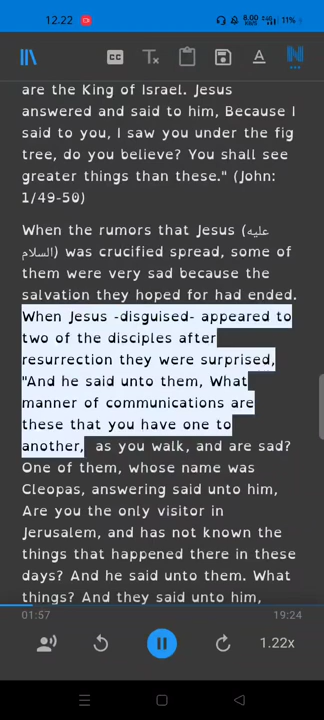 12.22
8.00 KB/S
11%
CC
are the King of Israel. Jesus
answered and said to him, Because I
said to you, I saw you under the fig
tree, do you believe? You shall see
greater things than these." (John:
1/49-50)
When the rumors that Jesus (عليه
السلام) was crucified spread, some of
them were very sad because the
salvation they hoped for had ended.
When Jesus -disguised- appeared to
two of the disciples after
resurrection they were surprised,
"And he said unto them, What
manner of communications are
these that you have one to
another, as you walk, and are sad?
One of them, whose name was
Cleopas, answering said unto him,
Are you the only visitor in
Jerusalem, and has not known the
things that happened there in these
days? And he said unto them. What
things? And they said unto him,
01:57
19:24
1.22x